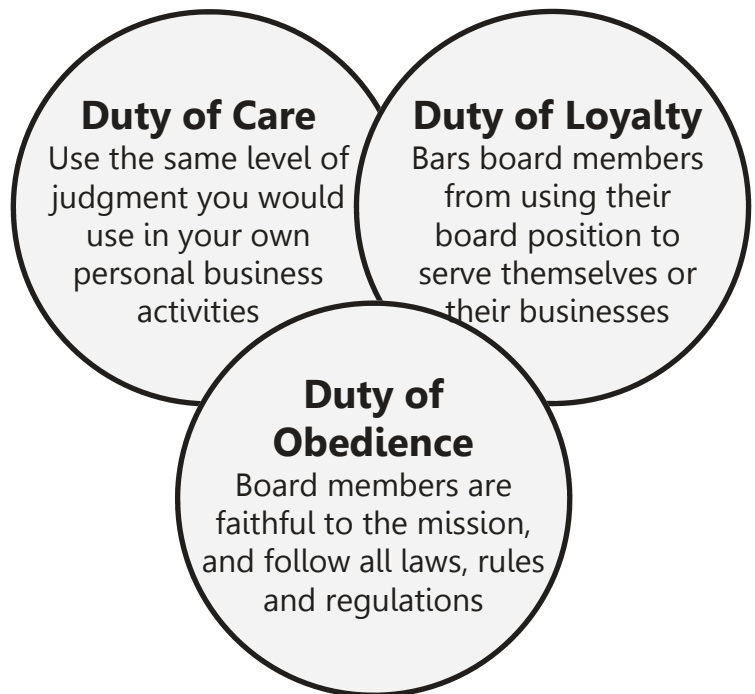 Duty of Care
Use the same level of
judgment you would
use in your own
personal business
activities
Duty of Loyalty
Bars board members
from using their
board position to
serve themselves or
their businesses
Duty of
Obedience
Board members are
faithful to the mission,
and follow all laws, rules
and regulations